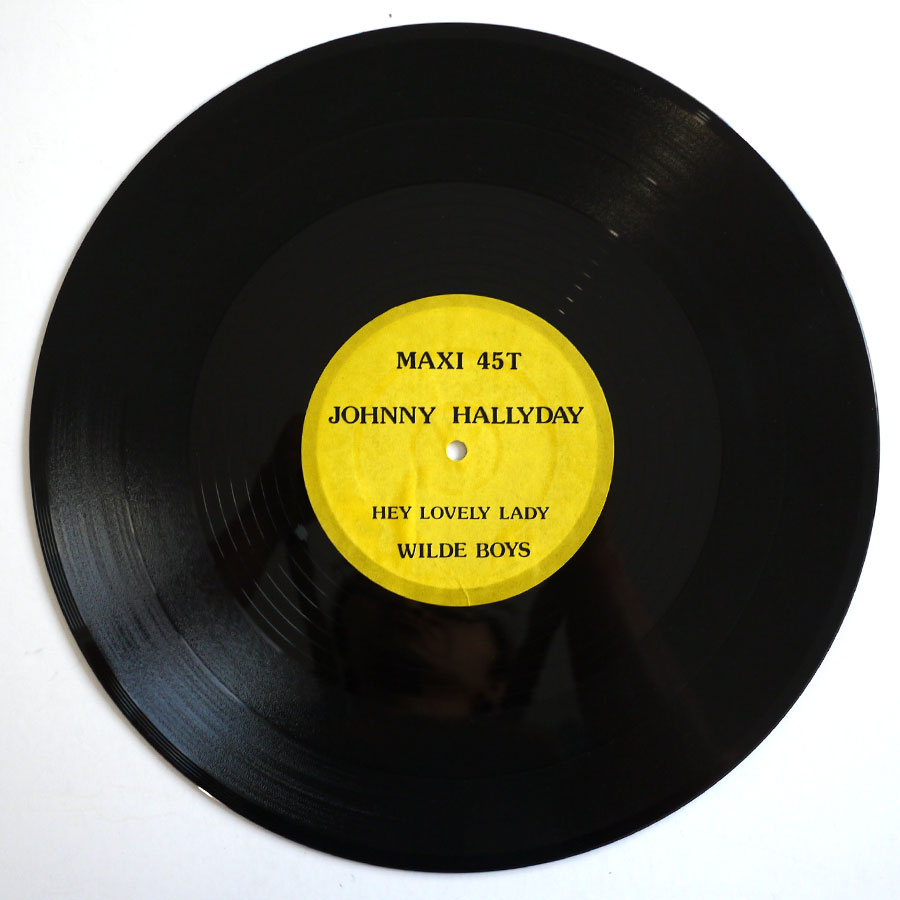 MAXI 45T
JOHNNY HALLYDAY
HEY LOVELY LADY
WILDE BOYS